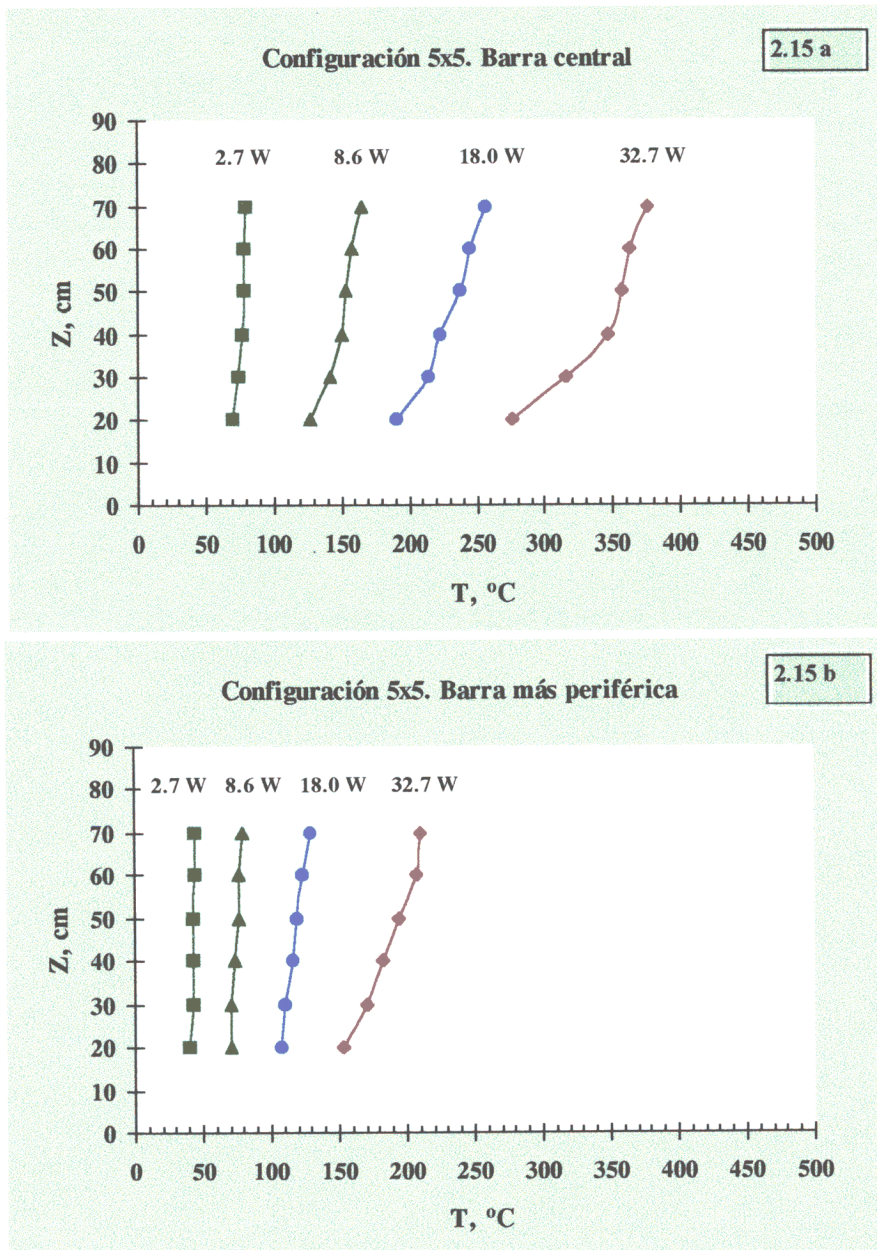 2.15 a
Configuración 5x5. Barra central
90
80
70
60
50
40
30
20
10
0
Z, cm
2.7 W 8.6 W 18.0 W 32.7 W
0 50 100 150 200 250 300 350 400 450 500
T, ºC
2.15 b
Configuración 5x5. Barra más periférica
90
80
70
60
50
40
30
20
10
0
Z, cm
2.7 W 8.6 W 18.0 W 32.7 W
0 50 100 150 200 250 300 350 400 450 500
T, ºC